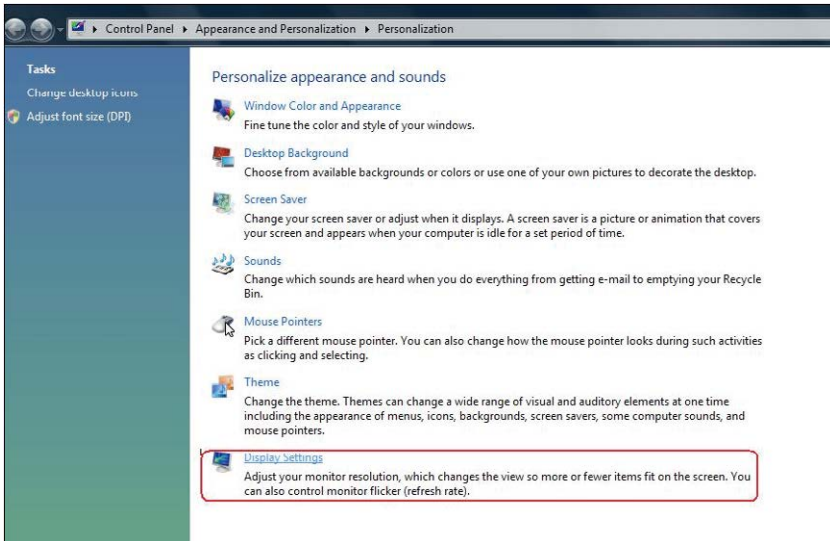 Control Panel ▸ Appearance and Personalization ▸ Personalization
Tasks
Change desktop icons
Adjust font size (DPI)
Personalize appearance and sounds
Window Color and Appearance
Fine tune the color and style of your windows.
Desktop Background
Choose from available backgrounds or colors or use one of your own pictures to decorate the desktop.
Screen Saver
Change your screen saver or adjust when it displays. A screen saver is a picture or animation that covers
your screen and appears when your computer is idle for a set period of time.
Sounds
Change which sounds are heard when you do everything from getting e-mail to emptying your Recycle
Bin.
Mouse Pointers
Pick a different mouse pointer. You can also change how the mouse pointer looks during such activities
as clicking and selecting.
Theme
Change the theme. Themes can change a wide range of visual and auditory elements at one time
including the appearance of menus, icons, backgrounds, screen savers, some computer sounds, and
mouse pointers.
Display Settings
Adjust your monitor resolution, which changes the view so more or fewer items fit on the screen. You
can also control monitor flicker (refresh rate).